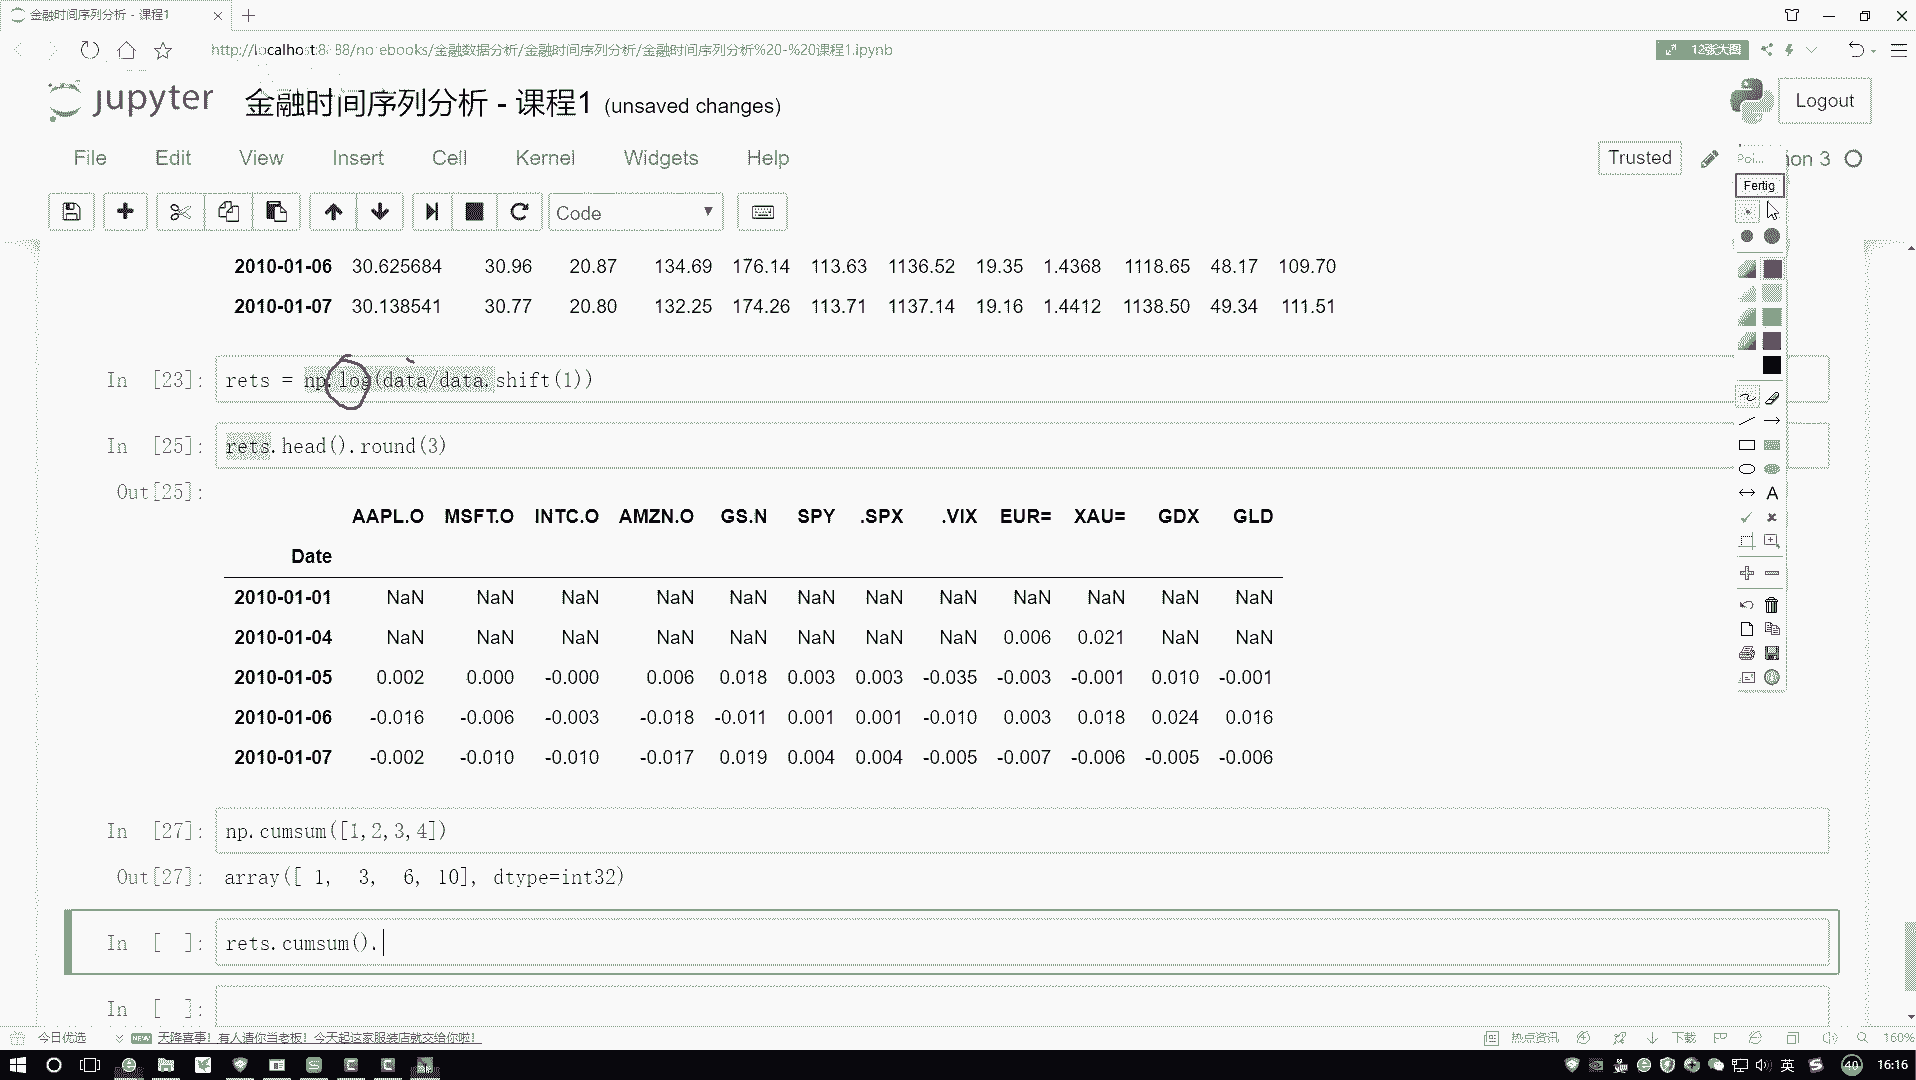 金融时间序列分析 - 课程1
http://localhost:8888/notebooks/金融数据分析/金融时间序列分析/金融时间序列分析%20-%20课程1.ipynb
12张大图
jupyter 金融时间序列分析 - 课程1 (unsaved changes)
Logout
File Edit View Insert Cell Kernel Widgets Help
Trusted
Poi...
on 3
Fertig
Code
2010-01-06 30.625684 30.96 20.87 134.69 176.14 113.63 1136.52 19.35 1.4368 1118.65 48.17 109.70
2010-01-07 30.138541 30.77 20.80 132.25 174.26 113.71 1137.14 19.16 1.4412 1138.50 49.34 111.51
In [23]: rets = np.log(data/data.shift(1))
In [25]: rets.head().round(3)
Out[25]:
AAPL.O MSFT.O INTC.O AMZN.O GS.N SPY .SPX .VIX EUR= XAU= GDX GLD
Date
2010-01-01 NaN NaN NaN NaN NaN NaN NaN NaN NaN NaN NaN NaN
2010-01-04 NaN NaN NaN NaN NaN NaN NaN NaN 0.006 0.021 NaN NaN
2010-01-05 0.002 0.000 -0.000 0.006 0.018 0.003 0.003 -0.035 -0.003 -0.001 0.010 -0.001
2010-01-06 -0.016 -0.006 -0.003 -0.018 -0.011 0.001 0.001 -0.010 0.003 0.018 0.024 0.016
2010-01-07 -0.002 -0.010 -0.010 -0.017 0.019 0.004 0.004 -0.005 -0.007 -0.006 -0.005 -0.006
In [27]: np.cumsum([1,2,3,4])
Out[27]: array([ 1, 3, 6, 10], dtype=int32)
In [ ]: rets.cumsum().
In [ ]:
今日优选
NEW 天降喜事！有人请你当老板！今天起这家服装店就交给你啦！
热点资讯
下载
160%
英
40
16:16